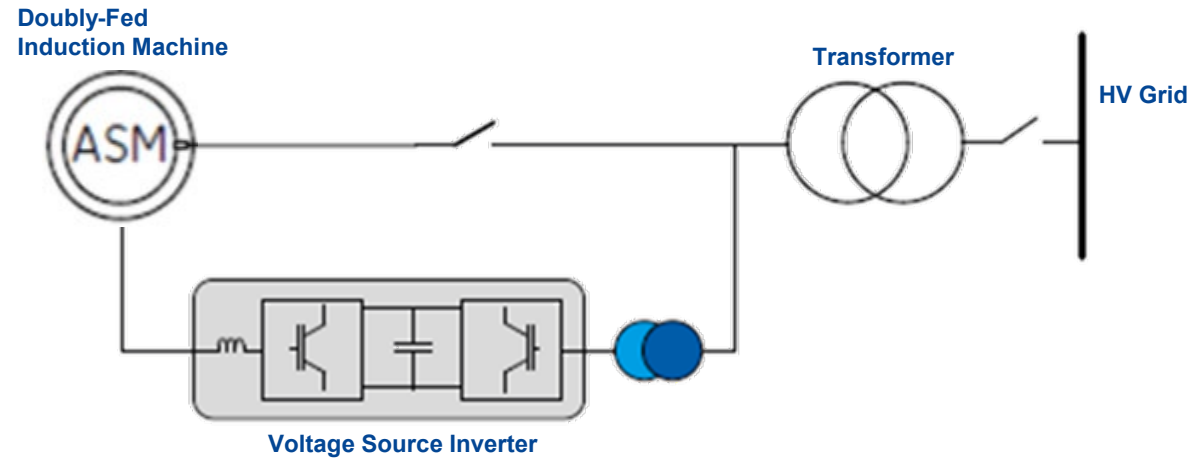 Doubly-Fed
Induction Machine
Transformer
HV Grid
ASM
Voltage Source Inverter